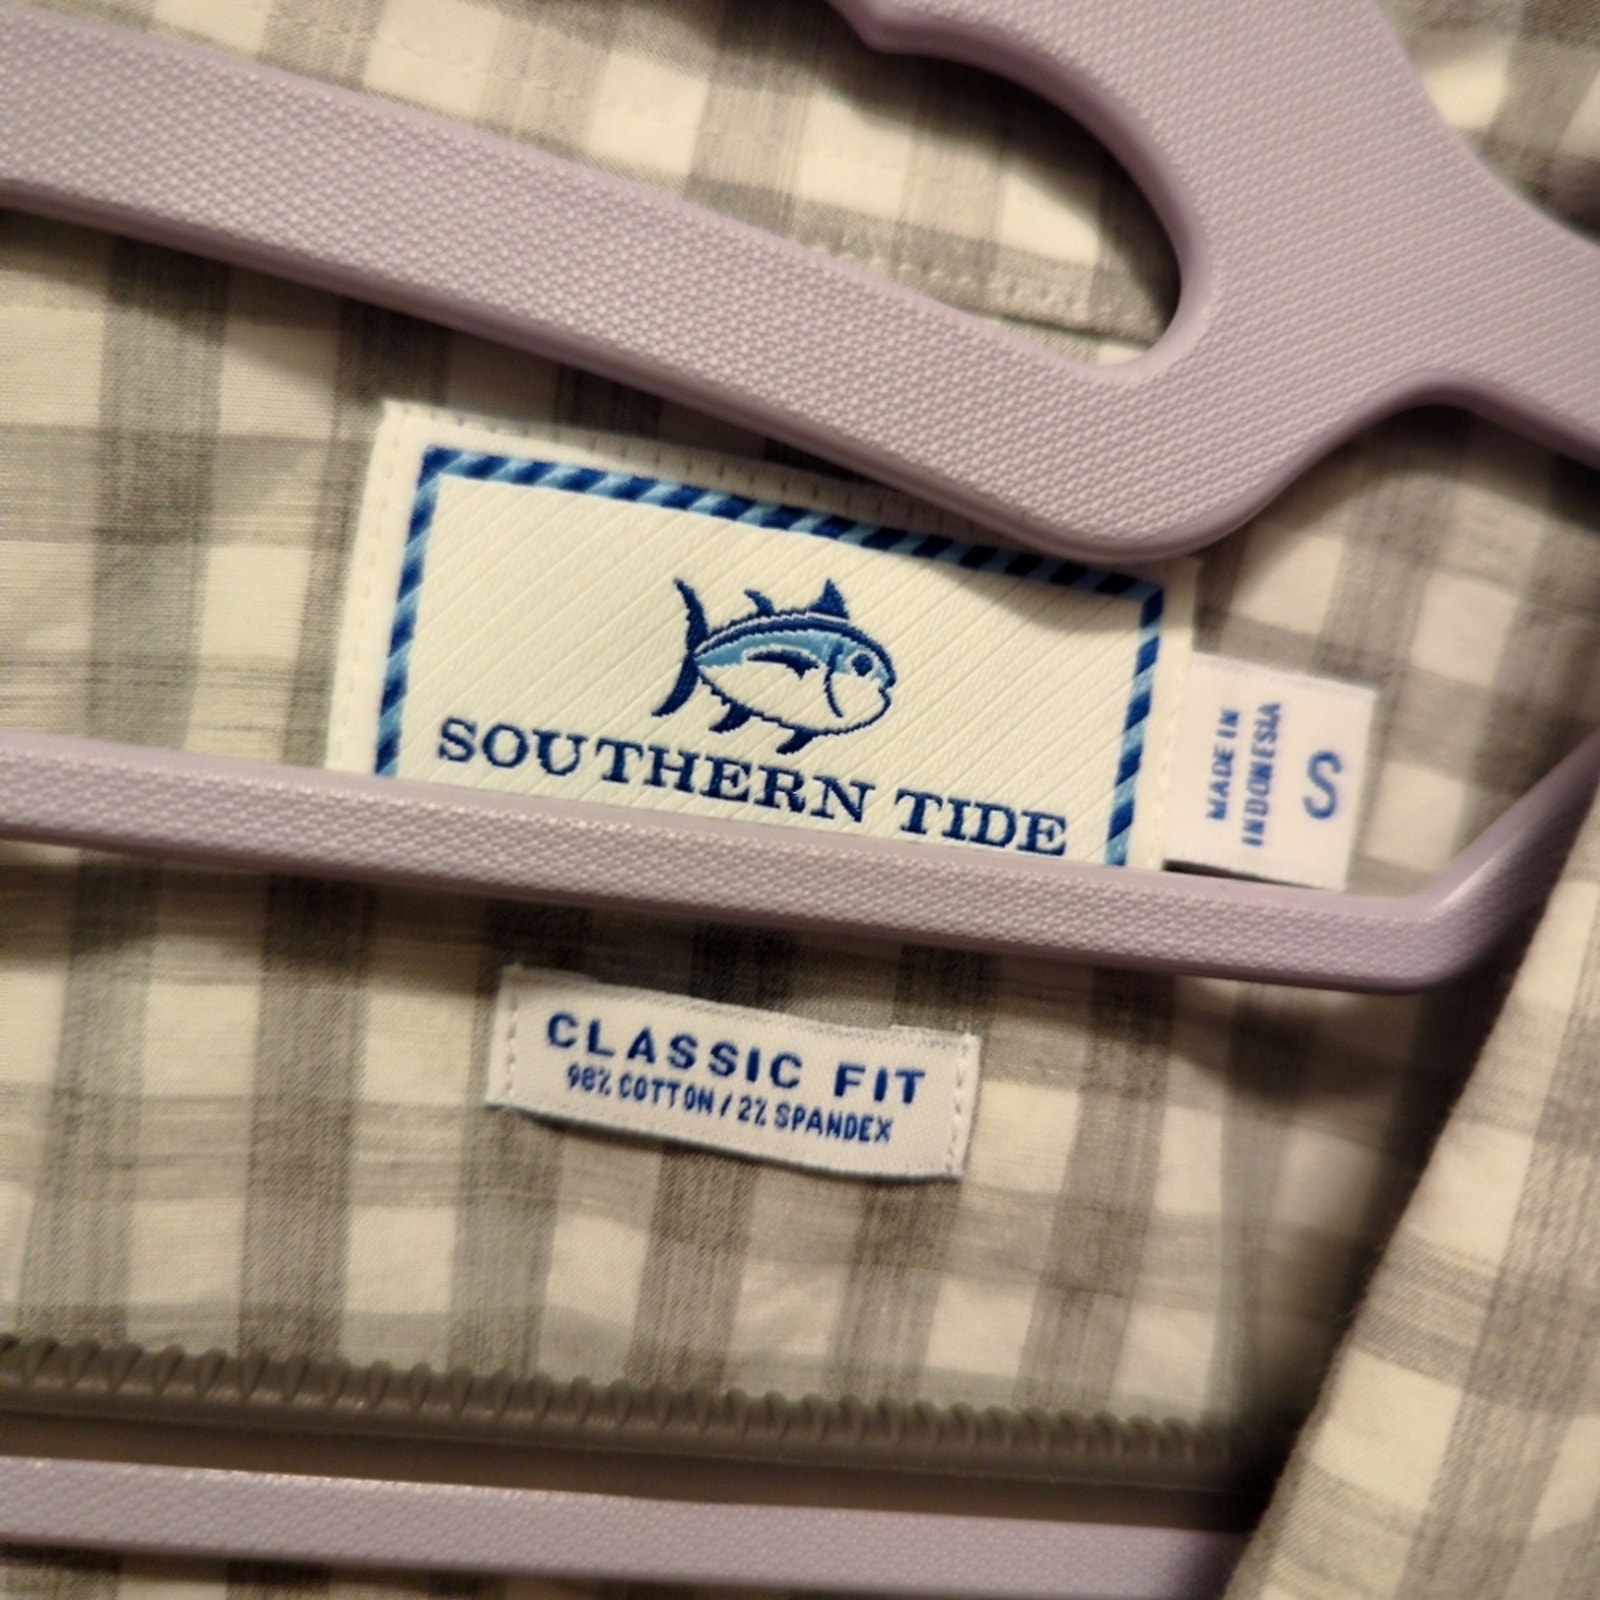 SOUTHERN TIDE
MADE IN
INDONESIA
S
CLASSIC FIT
98% COTTON / 2% SPANDEX